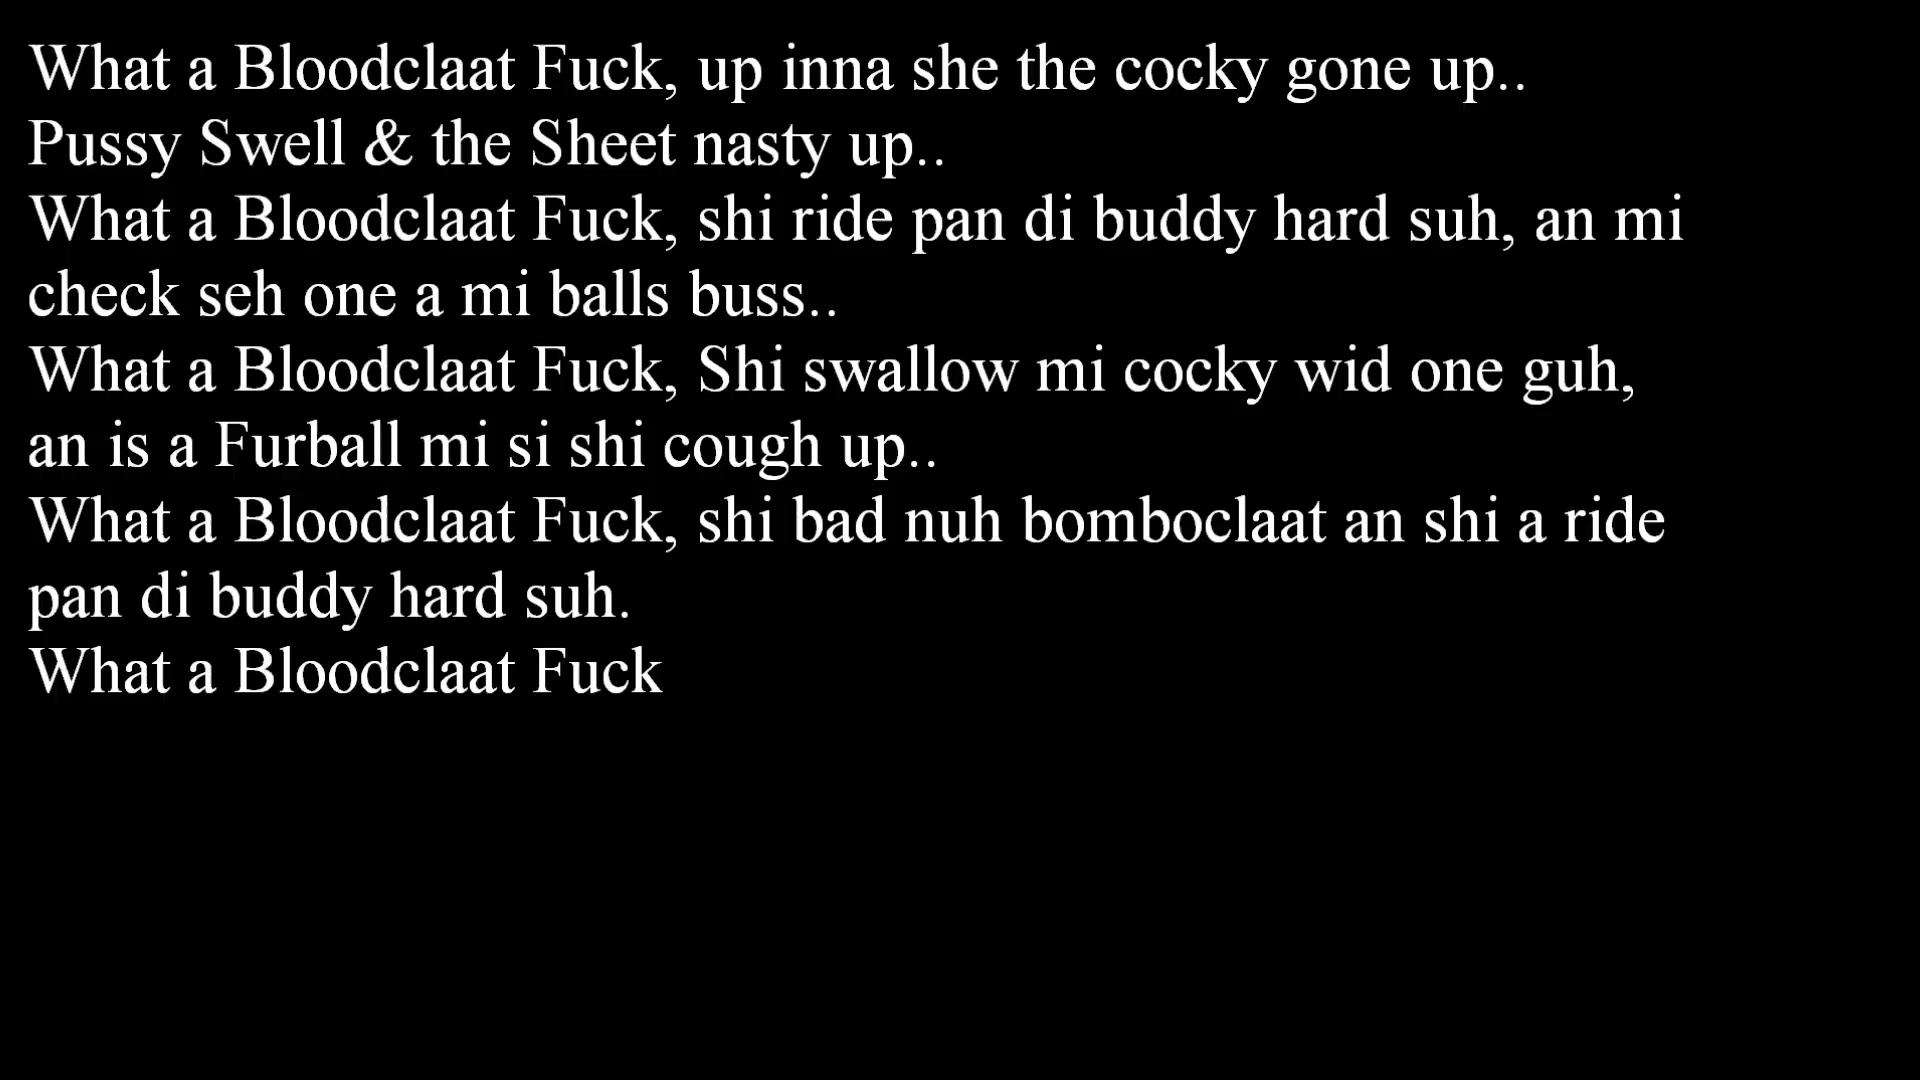 What a Bloodclaat Fuck, up inna she the cocky gone up..
Pussy Swell & the Sheet nasty up..
What a Bloodclaat Fuck, shi ride pan di buddy hard suh, an mi
check seh one a mi balls buss..
What a Bloodclaat Fuck, Shi swallow mi cocky wid one guh,
an is a Furball mi si shi cough up..
What a Bloodclaat Fuck, shi bad nuh bomboclaat an shi a ride
pan di buddy hard suh.
What a Bloodclaat Fuck